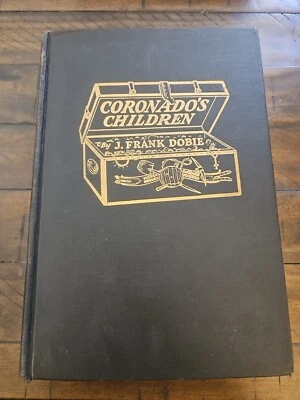 CORONADO'S
CHILDREN
By J. FRANK DOBIE